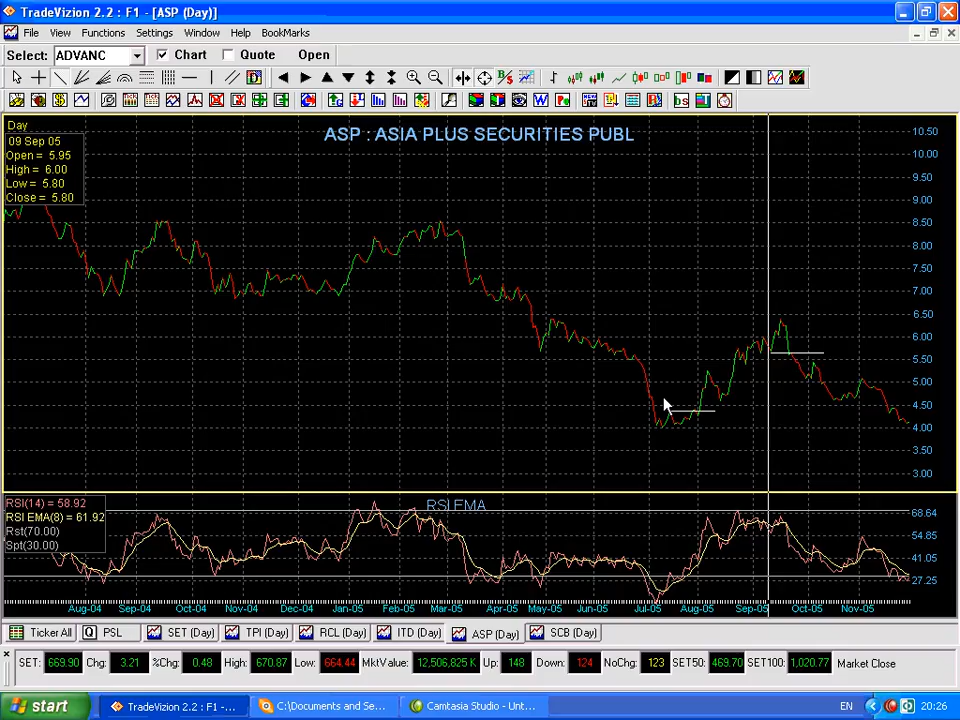 TradeVizion 2.2 : F1 - [ASP (Day)]
File View Functions Settings Window Help BookMarks
Select: ADVANC Chart Quote Open
Day
ASP : ASIA PLUS SECURITIES PUBL
09 Sep 05
Open = 5.95
High = 6.00
Low = 5.80
Close = 5.80
10.50
10.00
9.50
9.00
8.50
8.00
7.50
7.00
6.50
6.00
5.50
5.00
4.50
4.00
3.50
3.00
RSI(14) = 58.92
RSI EMA
RSI EMA(8) = 61.92
Rst(70.00)
Spt(30.00)
68.64
54.85
41.05
27.25
Aug-04 Sep-04 Oct-04 Nov-04 Dec-04 Jan-05 Feb-05 Mar-05 Apr-05 May-05 Jun-05 Jul-05 Aug-05 Sep-05 Oct-05 Nov-05
Ticker All Q PSL SET (Day) TPI (Day) RCL (Day) ITD (Day) ASP (Day) SCB (Day)
SET: 669.90 Chg: 3.21 %Chg: 0.48 High: 670.87 Low: 664.44 MktValue: 12,506,825 K Up: 148 Down: 124 NoChg: 123 SET50: 469.70 SET100: 1,020.77 Market Close
start TradeVizion 2.2 : F1 -... C:\Documents and Se... Camtasia Studio - Unt... EN 20:26